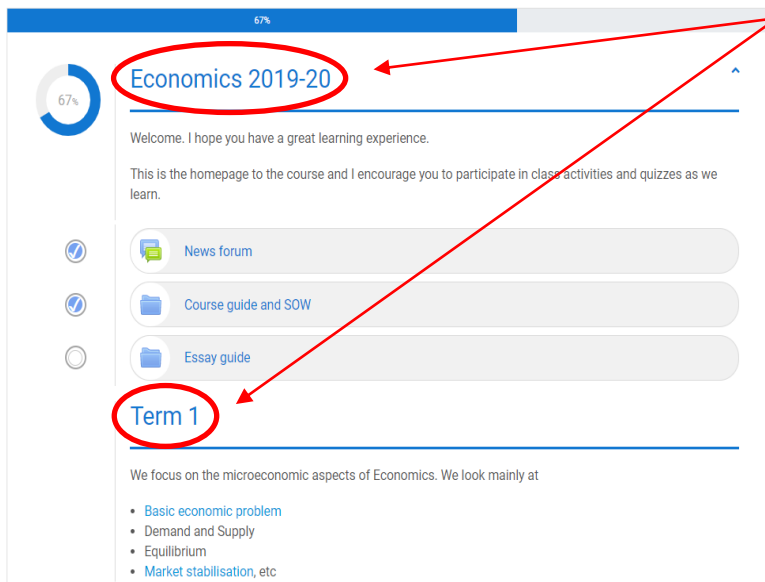 67%
Economics 2019-20
67%
Welcome. I hope you have a great learning experience.
This is the homepage to the course and I encourage you to participate in class activities and quizzes as we
learn.
News forum
Course guide and SOW
Essay guide
Term 1
We focus on the microeconomic aspects of Economics. We look mainly at
• Basic economic problem
• Demand and Supply
• Equilibrium
• Market stabilisation, etc